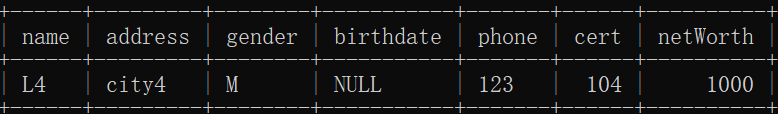 name | address | gender | birthdate | phone | cert | netWorth
L4 | city4 | M | NULL | 123 | 104 | 1000